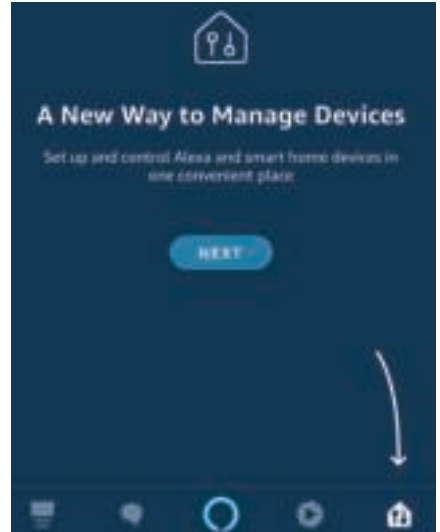 A New Way to Manage Devices
Set up and control Alexa and smart home devices in
one convenient place
NEXT